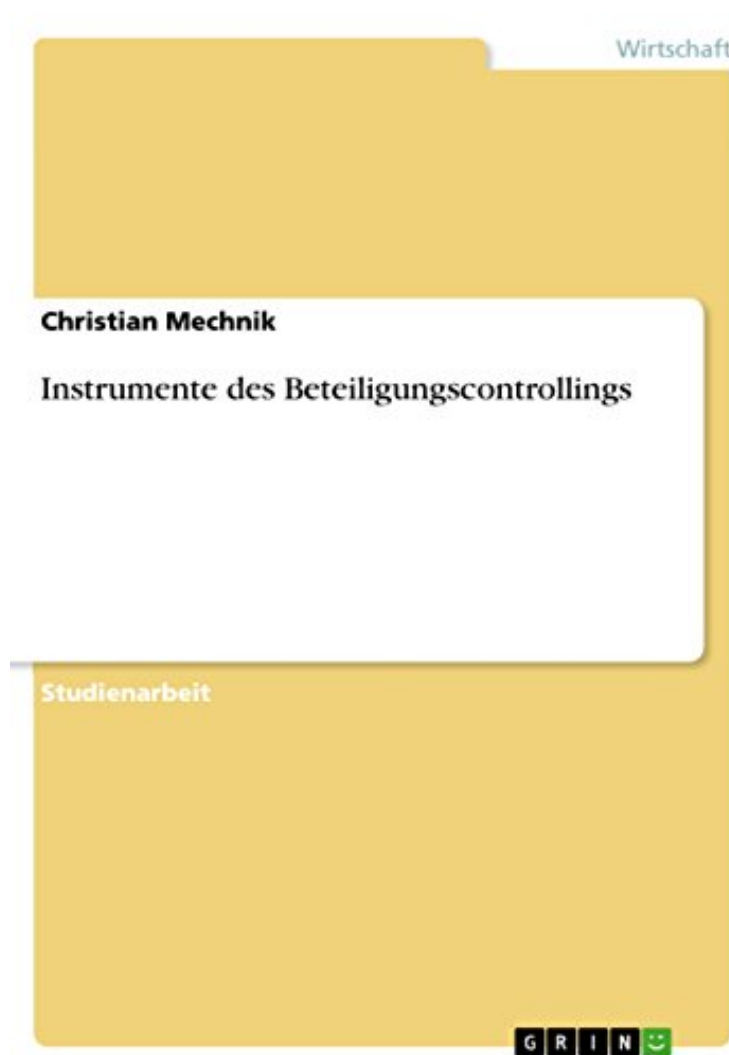 Wirtschaft
Christian Mechnik
Instrumente des Beteiligungscontrollings
Studienarbeit
GRIN